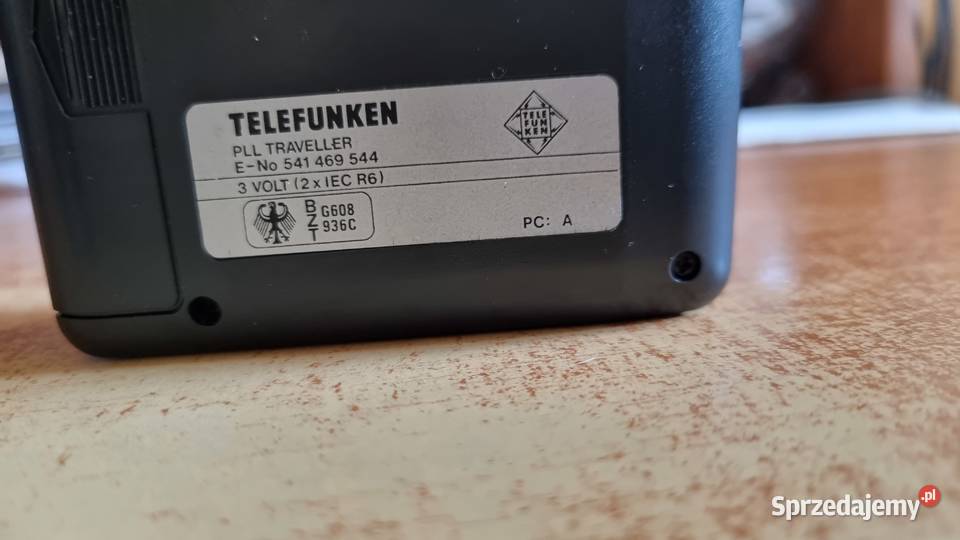 TELEFUNKEN
PLL TRAVELLER
E-No 541 469 544
3 VOLT (2 x IEC R6)
BZT G608
936C
PC: A
TELE
FUN
KEN
Sprzedajemy.pl